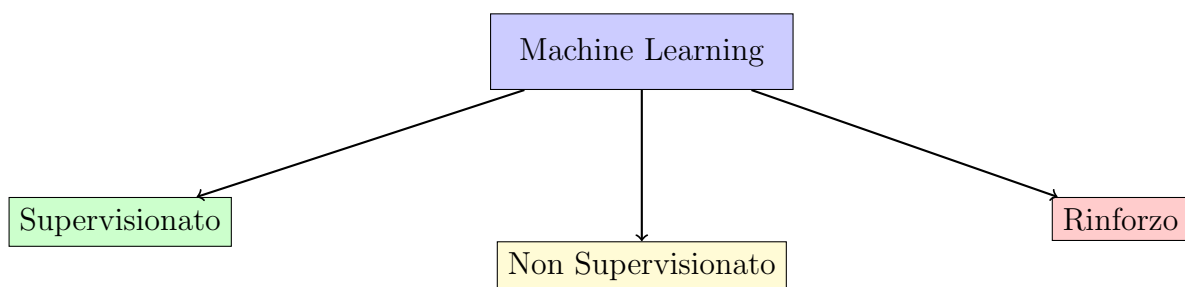 Machine Learning
Supervisionato
Rinforzo
Non Supervisionato